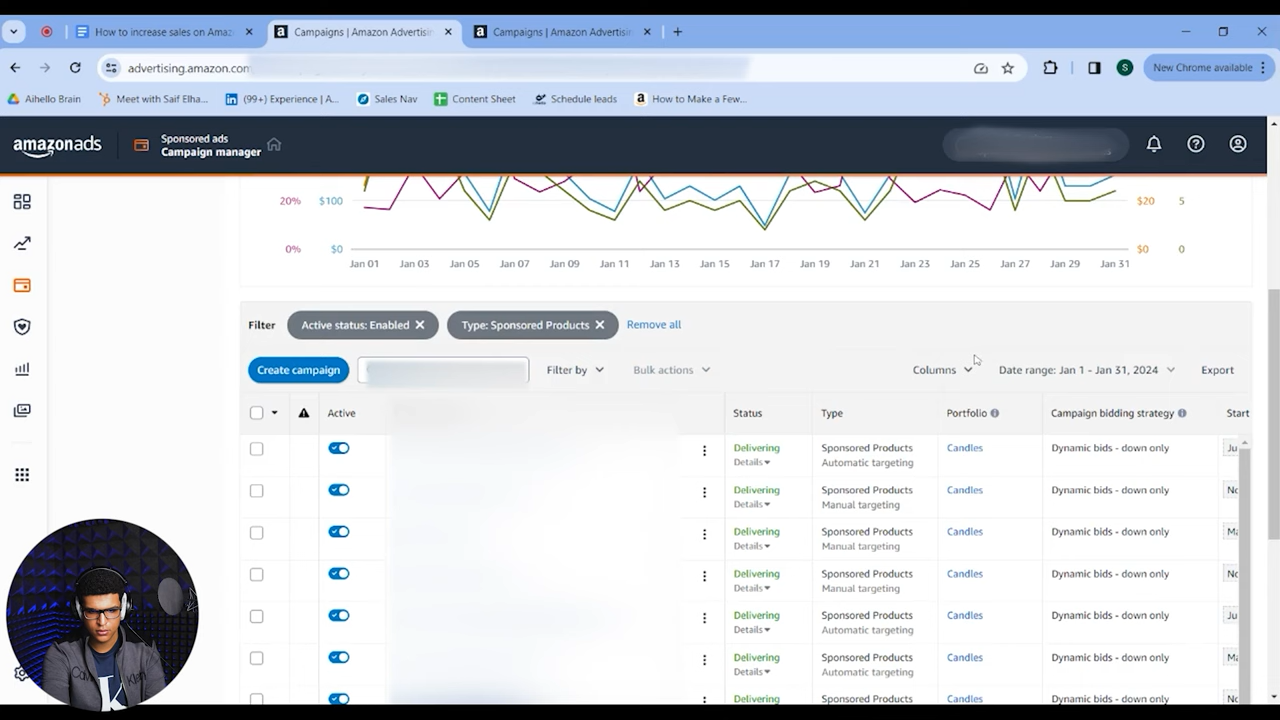 How to increase sales on Amaz
Campaigns | Amazon Advertisin
Campaigns | Amazon Advertisin
advertising.amazon.com
New Chrome available
Aihello Brain
Meet with Saif Elha...
(99+) Experience | A...
Sales Nav
Content Sheet
Schedule leads
How to Make a Few...
amazonads
Sponsored ads
Campaign manager
20% $100 $20 5
0% $0 $0 0
Jan 01 Jan 03 Jan 05 Jan 07 Jan 09 Jan 11 Jan 13 Jan 15 Jan 17 Jan 19 Jan 21 Jan 23 Jan 25 Jan 27 Jan 29 Jan 31
Filter Active status: Enabled Type: Sponsored Products Remove all
Create campaign Filter by Bulk actions Columns Date range: Jan 1 - Jan 31, 2024 Export
Active Status Type Portfolio Campaign bidding strategy Start
Delivering Sponsored Products Candles Dynamic bids - down only Ju
Details Automatic targeting
Delivering Sponsored Products Candles Dynamic bids - down only No
Details Manual targeting
Delivering Sponsored Products Candles Dynamic bids - down only Ma
Details Manual targeting
Delivering Sponsored Products Candles Dynamic bids - down only No
Details Manual targeting
Delivering Sponsored Products Candles Dynamic bids - down only Ju
Details Automatic targeting
Delivering Sponsored Products Candles Dynamic bids - down only Ma
Details Automatic targeting
Delivering Sponsored Products Candles Dynamic bids - down only No